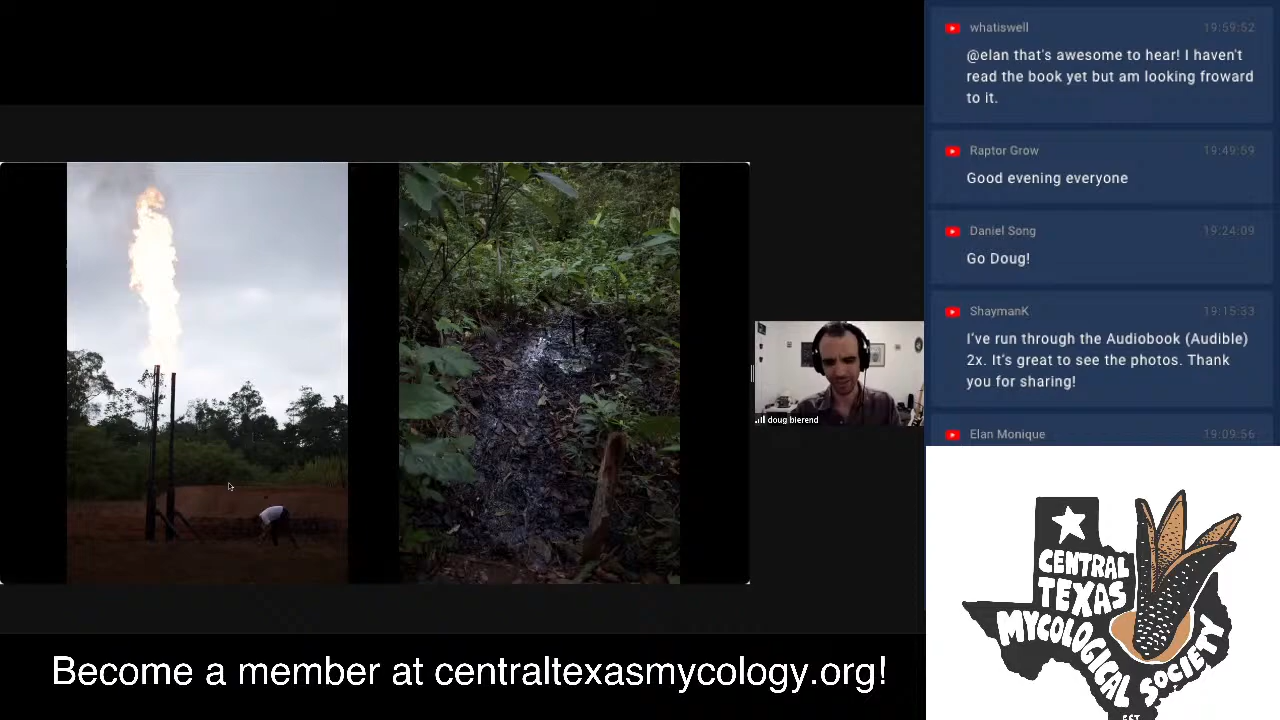 whatiswell 19:59:52
@elan that's awesome to hear! I haven't
read the book yet but am looking froward
to it.
Raptor Grow 19:49:59
Good evening everyone
Daniel Song 19:24:09
Go Doug!
ShaymanK 19:15:33
I've run through the Audiobook (Audible)
2x. It's great to see the photos. Thank
you for sharing!
Elan Monique 19:09:56
doug bierend
CENTRAL
TEXAS
MYCOLOGICAL
SOCIETY
EST
Become a member at centraltexasmycology.org!